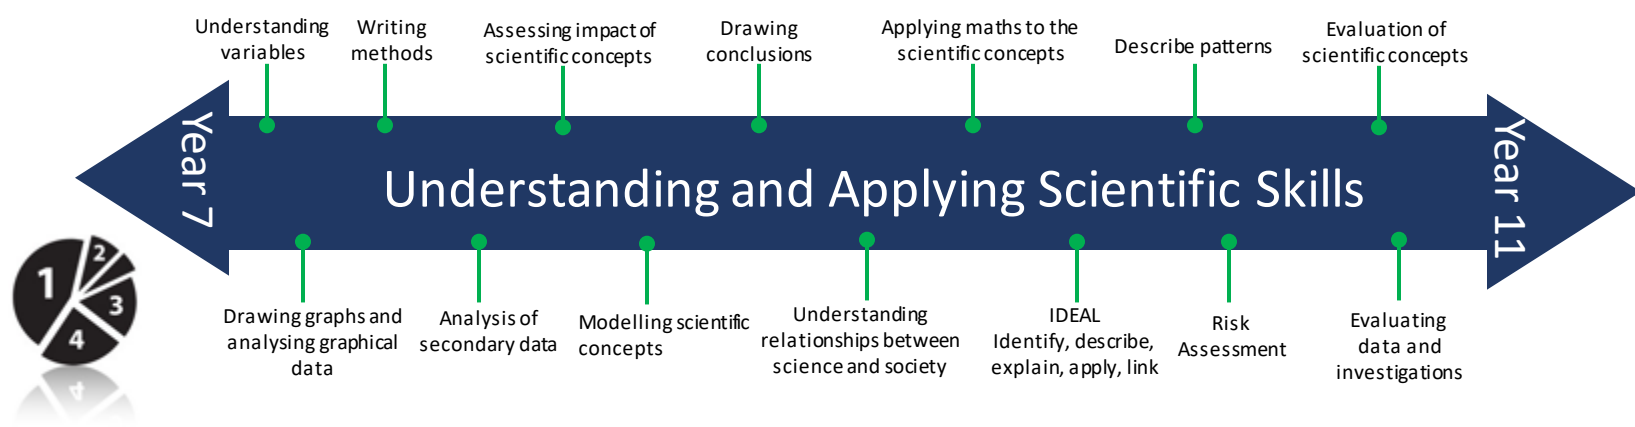 Understanding
variables
Writing
methods
Assessing impact of
scientific concepts
Drawing
conclusions
Applying maths to the
scientific concepts
Describe patterns
Evaluation of
scientific concepts
Year 7
Understanding and Applying Scientific Skills
Year 11
1
2
3
4
Drawing graphs and
analysing graphical
data
Analysis of
secondary data
Modelling scientific
concepts
Understanding
relationships between
science and society
IDEAL
Identify, describe,
explain, apply, link
Risk
Assessment
Evaluating
data and
investigations